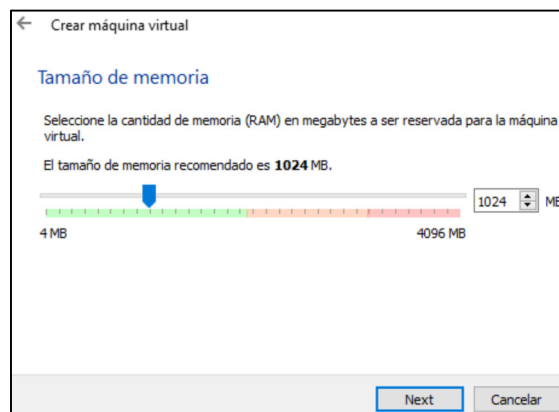 Crear máquina virtual
Tamaño de memoria
Seleccione la cantidad de memoria (RAM) en megabytes a ser reservada para la máquina
virtual.
El tamaño de memoria recomendado es 1024 MB.
1024 MB
4 MB 4096 MB
Next Cancelar